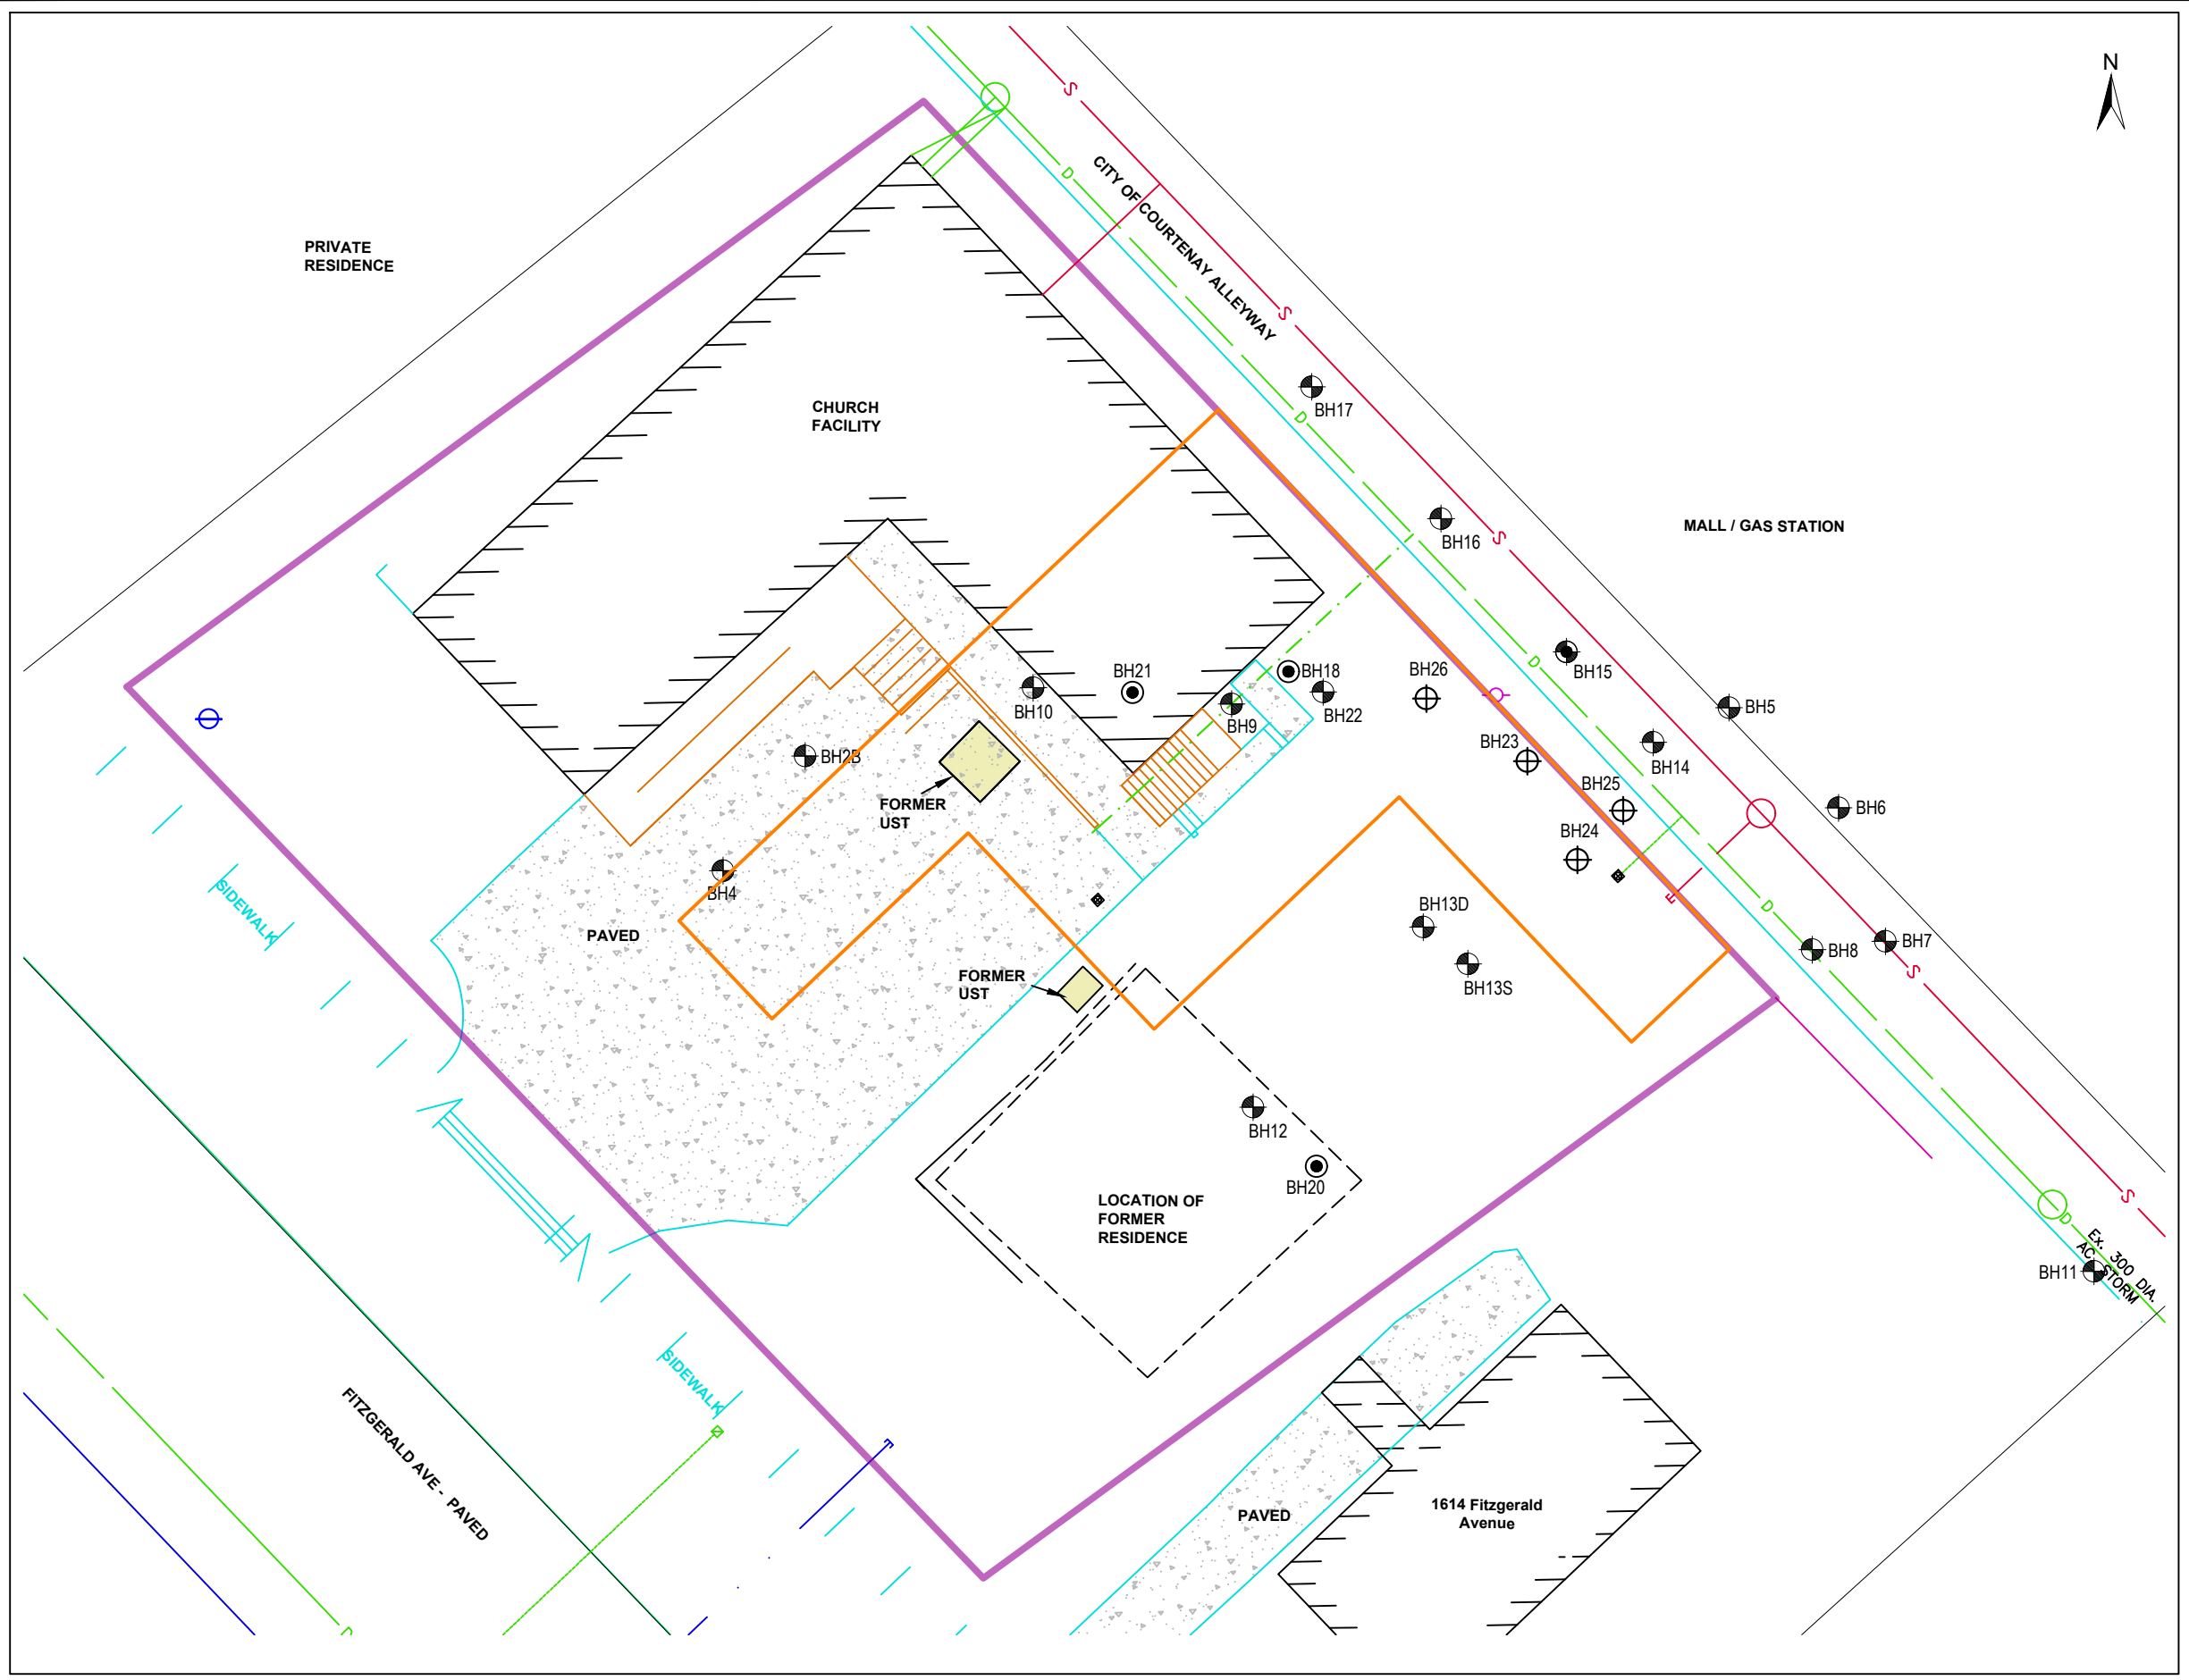 N
S
D
CITY OF COURTENAY ALLEYWAY
PRIVATE
RESIDENCE
S
CHURCH
FACILITY
BH17
D
MALL / GAS STATION
BH16
S
BH21
BH18
BH26
D
BH15
BH10
BH9
BH22
BH5
BH23
BH14
BH2B
BH25
FORMER
UST
BH6
BH24
BH4
SIDEWALK
PAVED
BH13D
D
BH8
BH7
S
FORMER
UST
BH13S
BH12
BH20
LOCATION OF
FORMER
RESIDENCE
S
D
Ex. 300 DIA.
AC. STORM
BH11
SIDEWALK
FITZGERALD AVE - PAVED
PAVED
1614 Fitzgerald
Avenue
D